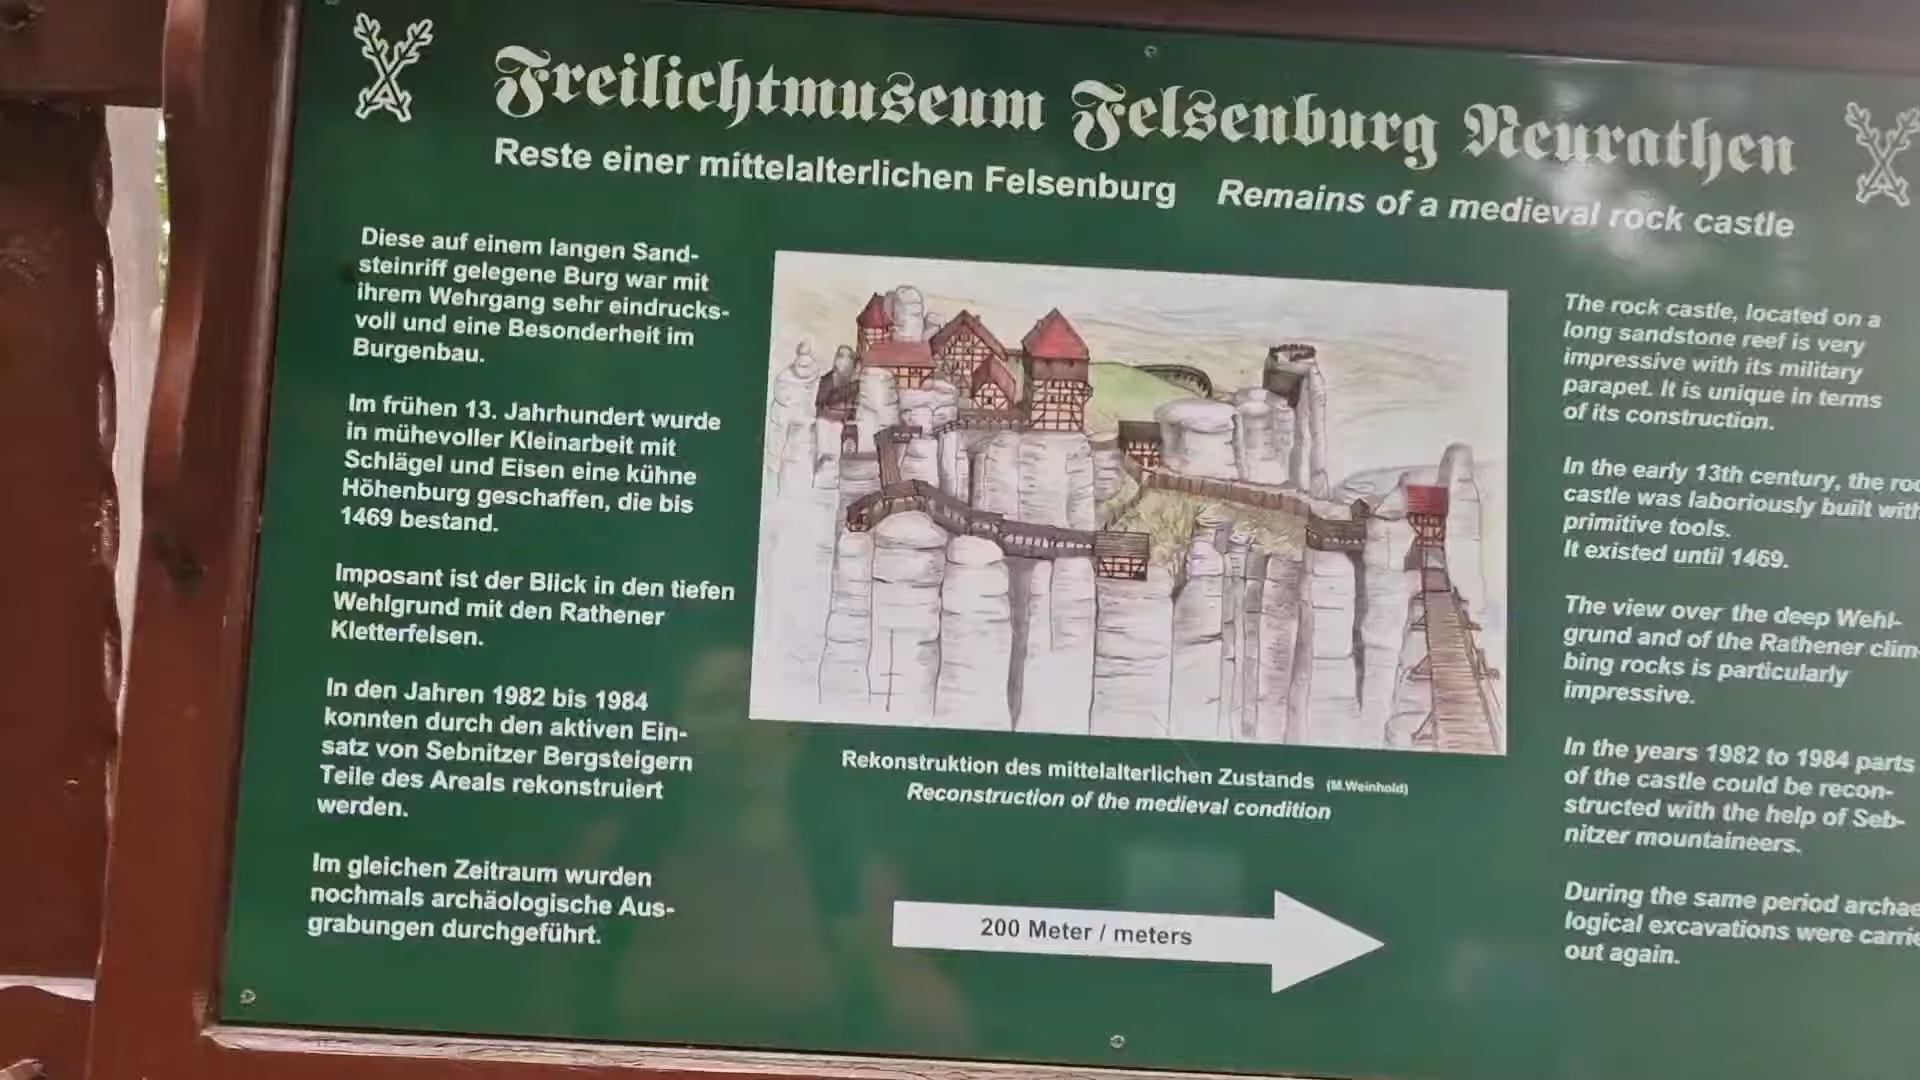 Freilichtmuseum Felsenburg Neurathen
Reste einer mittelalterlichen Felsenburg Remains of a medieval rock castle
Diese auf einem langen Sand-
steinriff gelegene Burg war mit
ihrem Wehrgang sehr eindrucks-
voll und eine Besonderheit im
Burgenbau.
Im frühen 13. Jahrhundert wurde
in mühevoller Kleinarbeit mit
Schlägel und Eisen eine kühne
Höhenburg geschaffen, die bis
1469 bestand.
Imposant ist der Blick in den tiefen
Wehlgrund mit den Rathener
Kletterfelsen.
In den Jahren 1982 bis 1984
konnten durch den aktiven Ein-
satz von Sebnitzer Bergsteigern
Teile des Areals rekonstruiert
werden.
Im gleichen Zeitraum wurden
nochmals archäologische Aus-
grabungen durchgeführt.
Rekonstruktion des mittelalterlichen Zustands (M.Weinhold)
Reconstruction of the medieval condition
200 Meter / meters
The rock castle, located on a
long sandstone reef is very
impressive with its military
parapet. It is unique in terms
of its construction.
In the early 13th century, the
castle was laboriously built with
primitive tools.
It existed until 1469.
The view over the deep Wehl-
grund and of the Rathener clim-
bing rocks is particularly
impressive.
In the years 1982 to 1984 parts
of the castle could be recon-
structed with the help of Seb-
nitzer mountaineers.
During the same period
logical excavations were
out again.